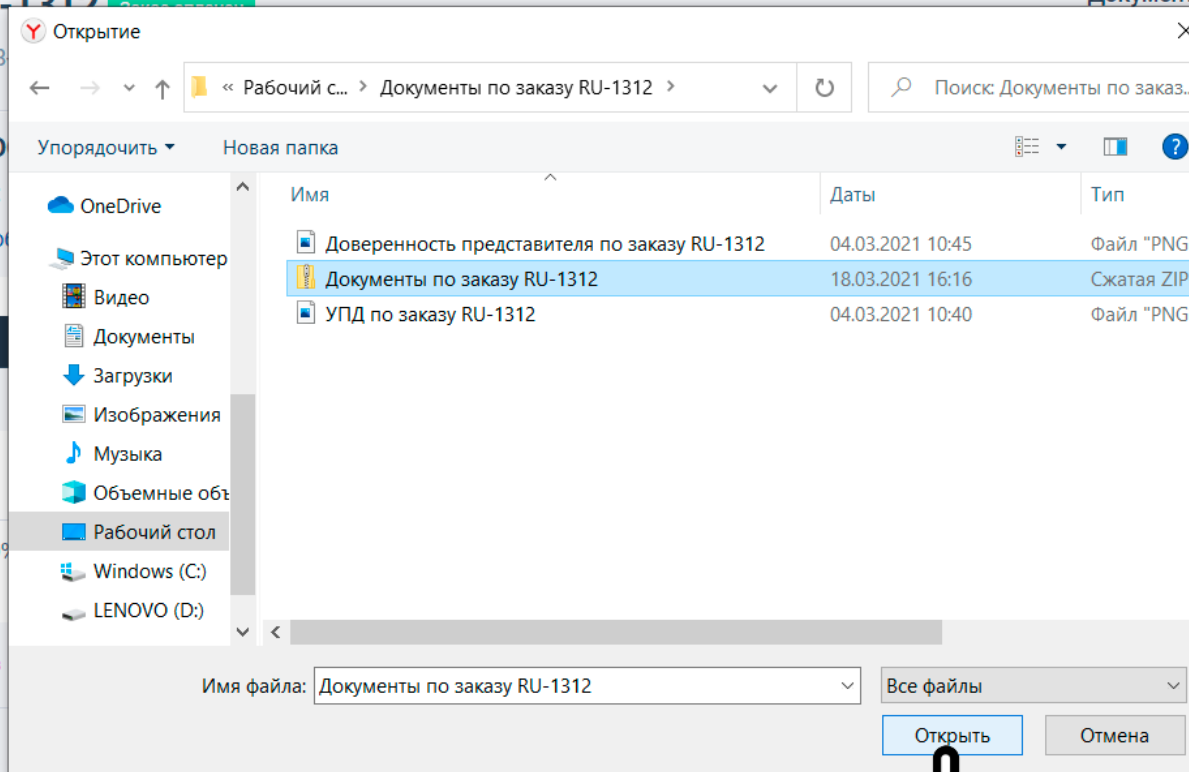 -1312 Заказ оплачен
Открытие
« Рабочий с... > Документы по заказу RU-1312 >
Поиск: Документы по заказ...
Упорядочить
Новая папка
Имя
Даты
Тип
OneDrive
Этот компьютер
Видео
Документы
Загрузки
Изображения
Музыка
Объемные объ
Рабочий стол
Windows (C:)
LENOVO (D:)
Доверенность представителя по заказу RU-1312 04.03.2021 10:45 Файл "PNG
Документы по заказу RU-1312 18.03.2021 16:16 Сжатая ZIP
УПД по заказу RU-1312 04.03.2021 10:40 Файл "PNG
Имя файла: Документы по заказу RU-1312
Все файлы
Открыть
Отмена